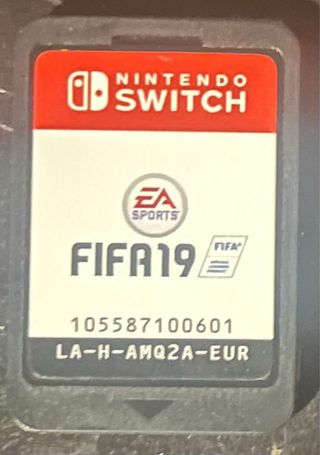 NINTENDO
SWITCH
EA
SPORTS
FIFA19
FIFA
105587100601
LA-H-AMQ2A-EUR